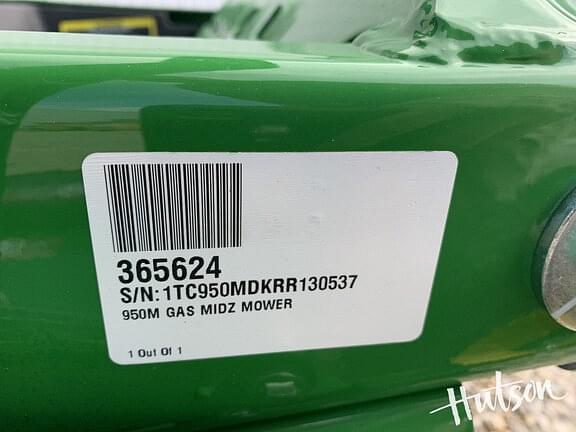 365624
S/N:1TC950MDKRR130537
950M GAS MIDZ MOWER
1 Out Of 1
Hutson